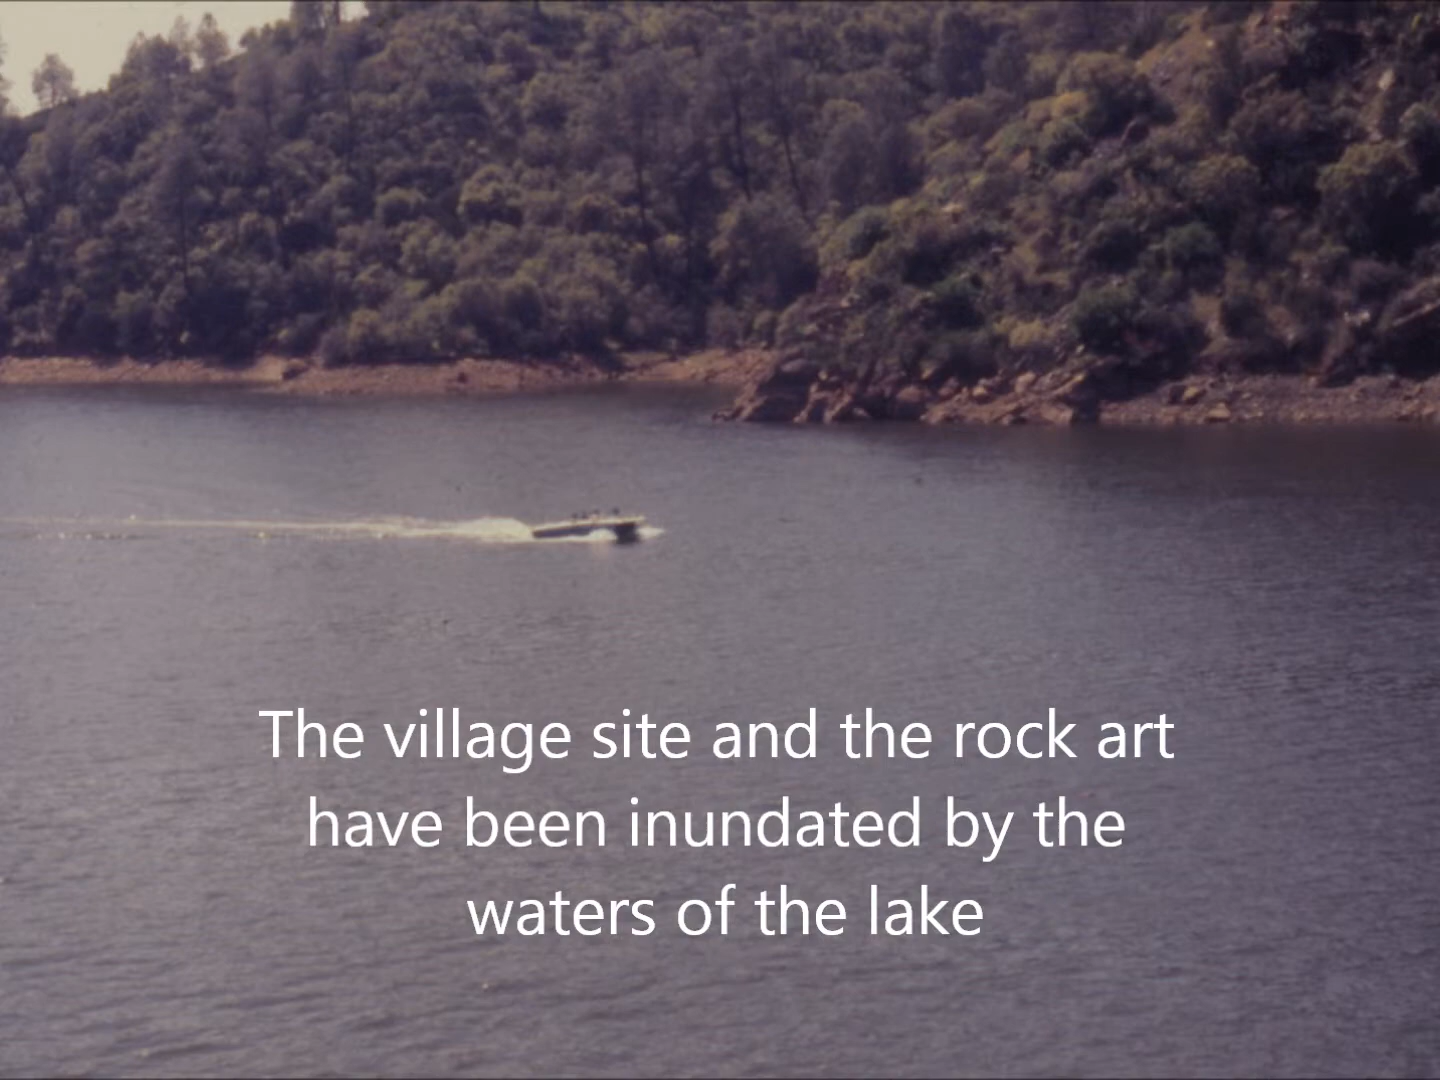 The village site and the rock art
have been inundated by the
waters of the lake